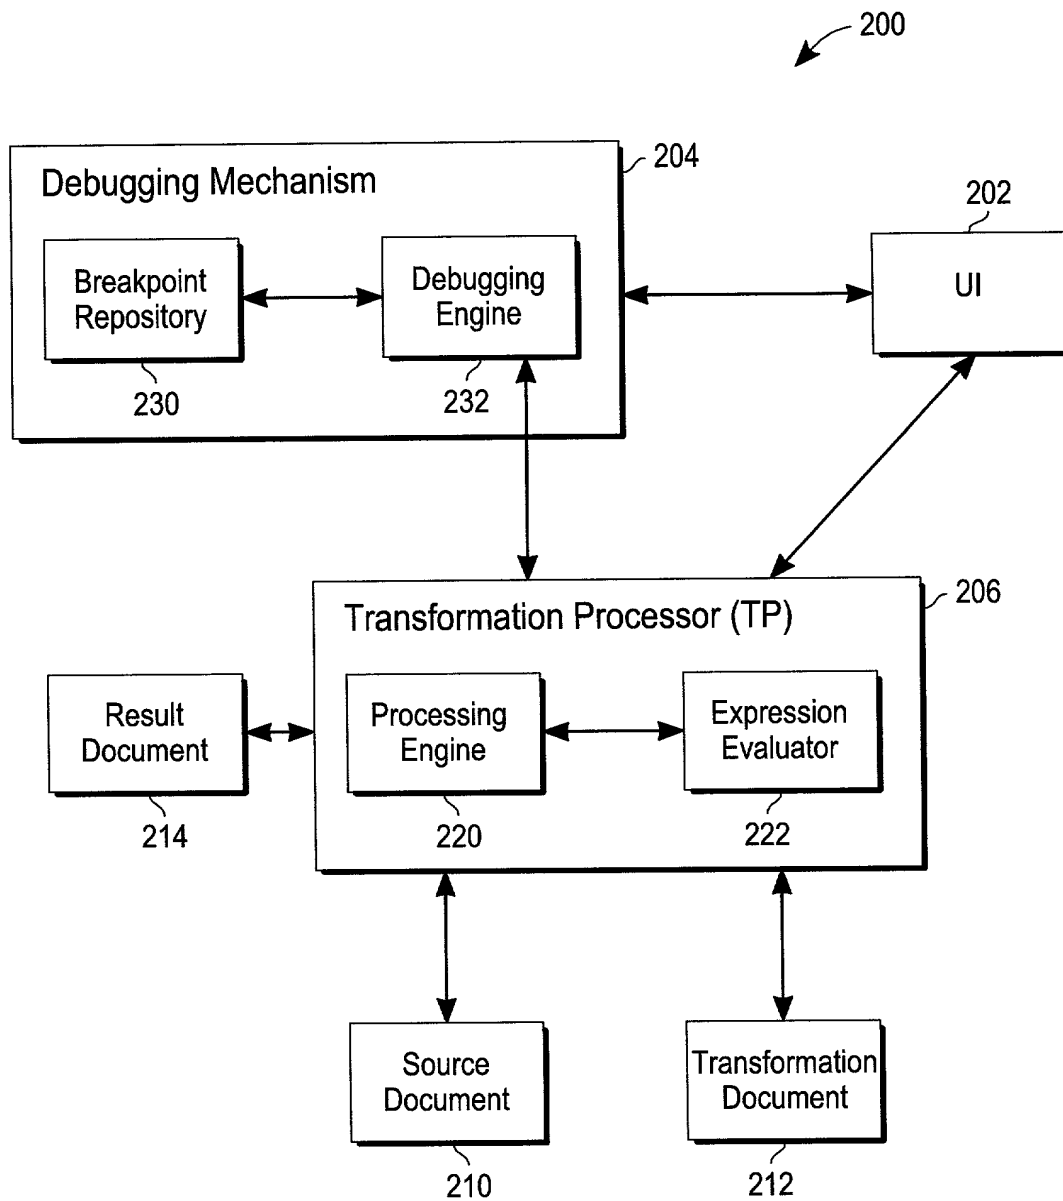 200
204
Debugging Mechanism
202
Breakpoint
Repository
Debugging
Engine
UI
230
232
206
Transformation Processor (TP)
Result
Document
Processing
Engine
Expression
Evaluator
214
220
222
Source
Document
Transformation
Document
210
212